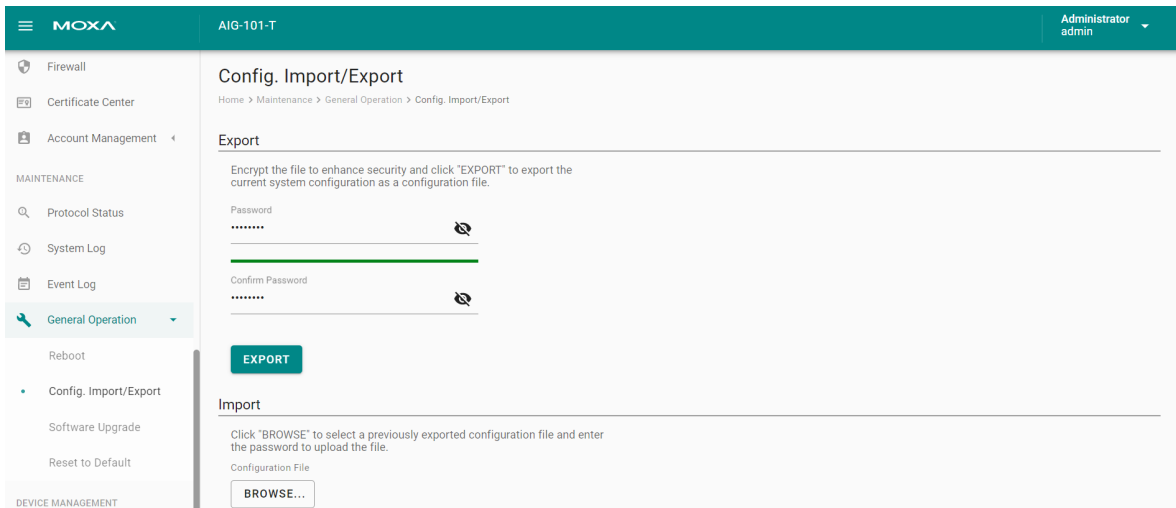 MOXA
AIG-101-T
Administrator
admin
Firewall
Certificate Center
Account Management
MAINTENANCE
Protocol Status
System Log
Event Log
General Operation
Reboot
Config. Import/Export
Software Upgrade
Reset to Default
DEVICE MANAGEMENT
Config. Import/Export
Home > Maintenance > General Operation > Config. Import/Export
Export
Encrypt the file to enhance security and click "EXPORT" to export the
current system configuration as a configuration file.
Password
••••••••
Confirm Password
••••••••
EXPORT
Import
Click "BROWSE" to select a previously exported configuration file and enter
the password to upload the file.
Configuration File
BROWSE...